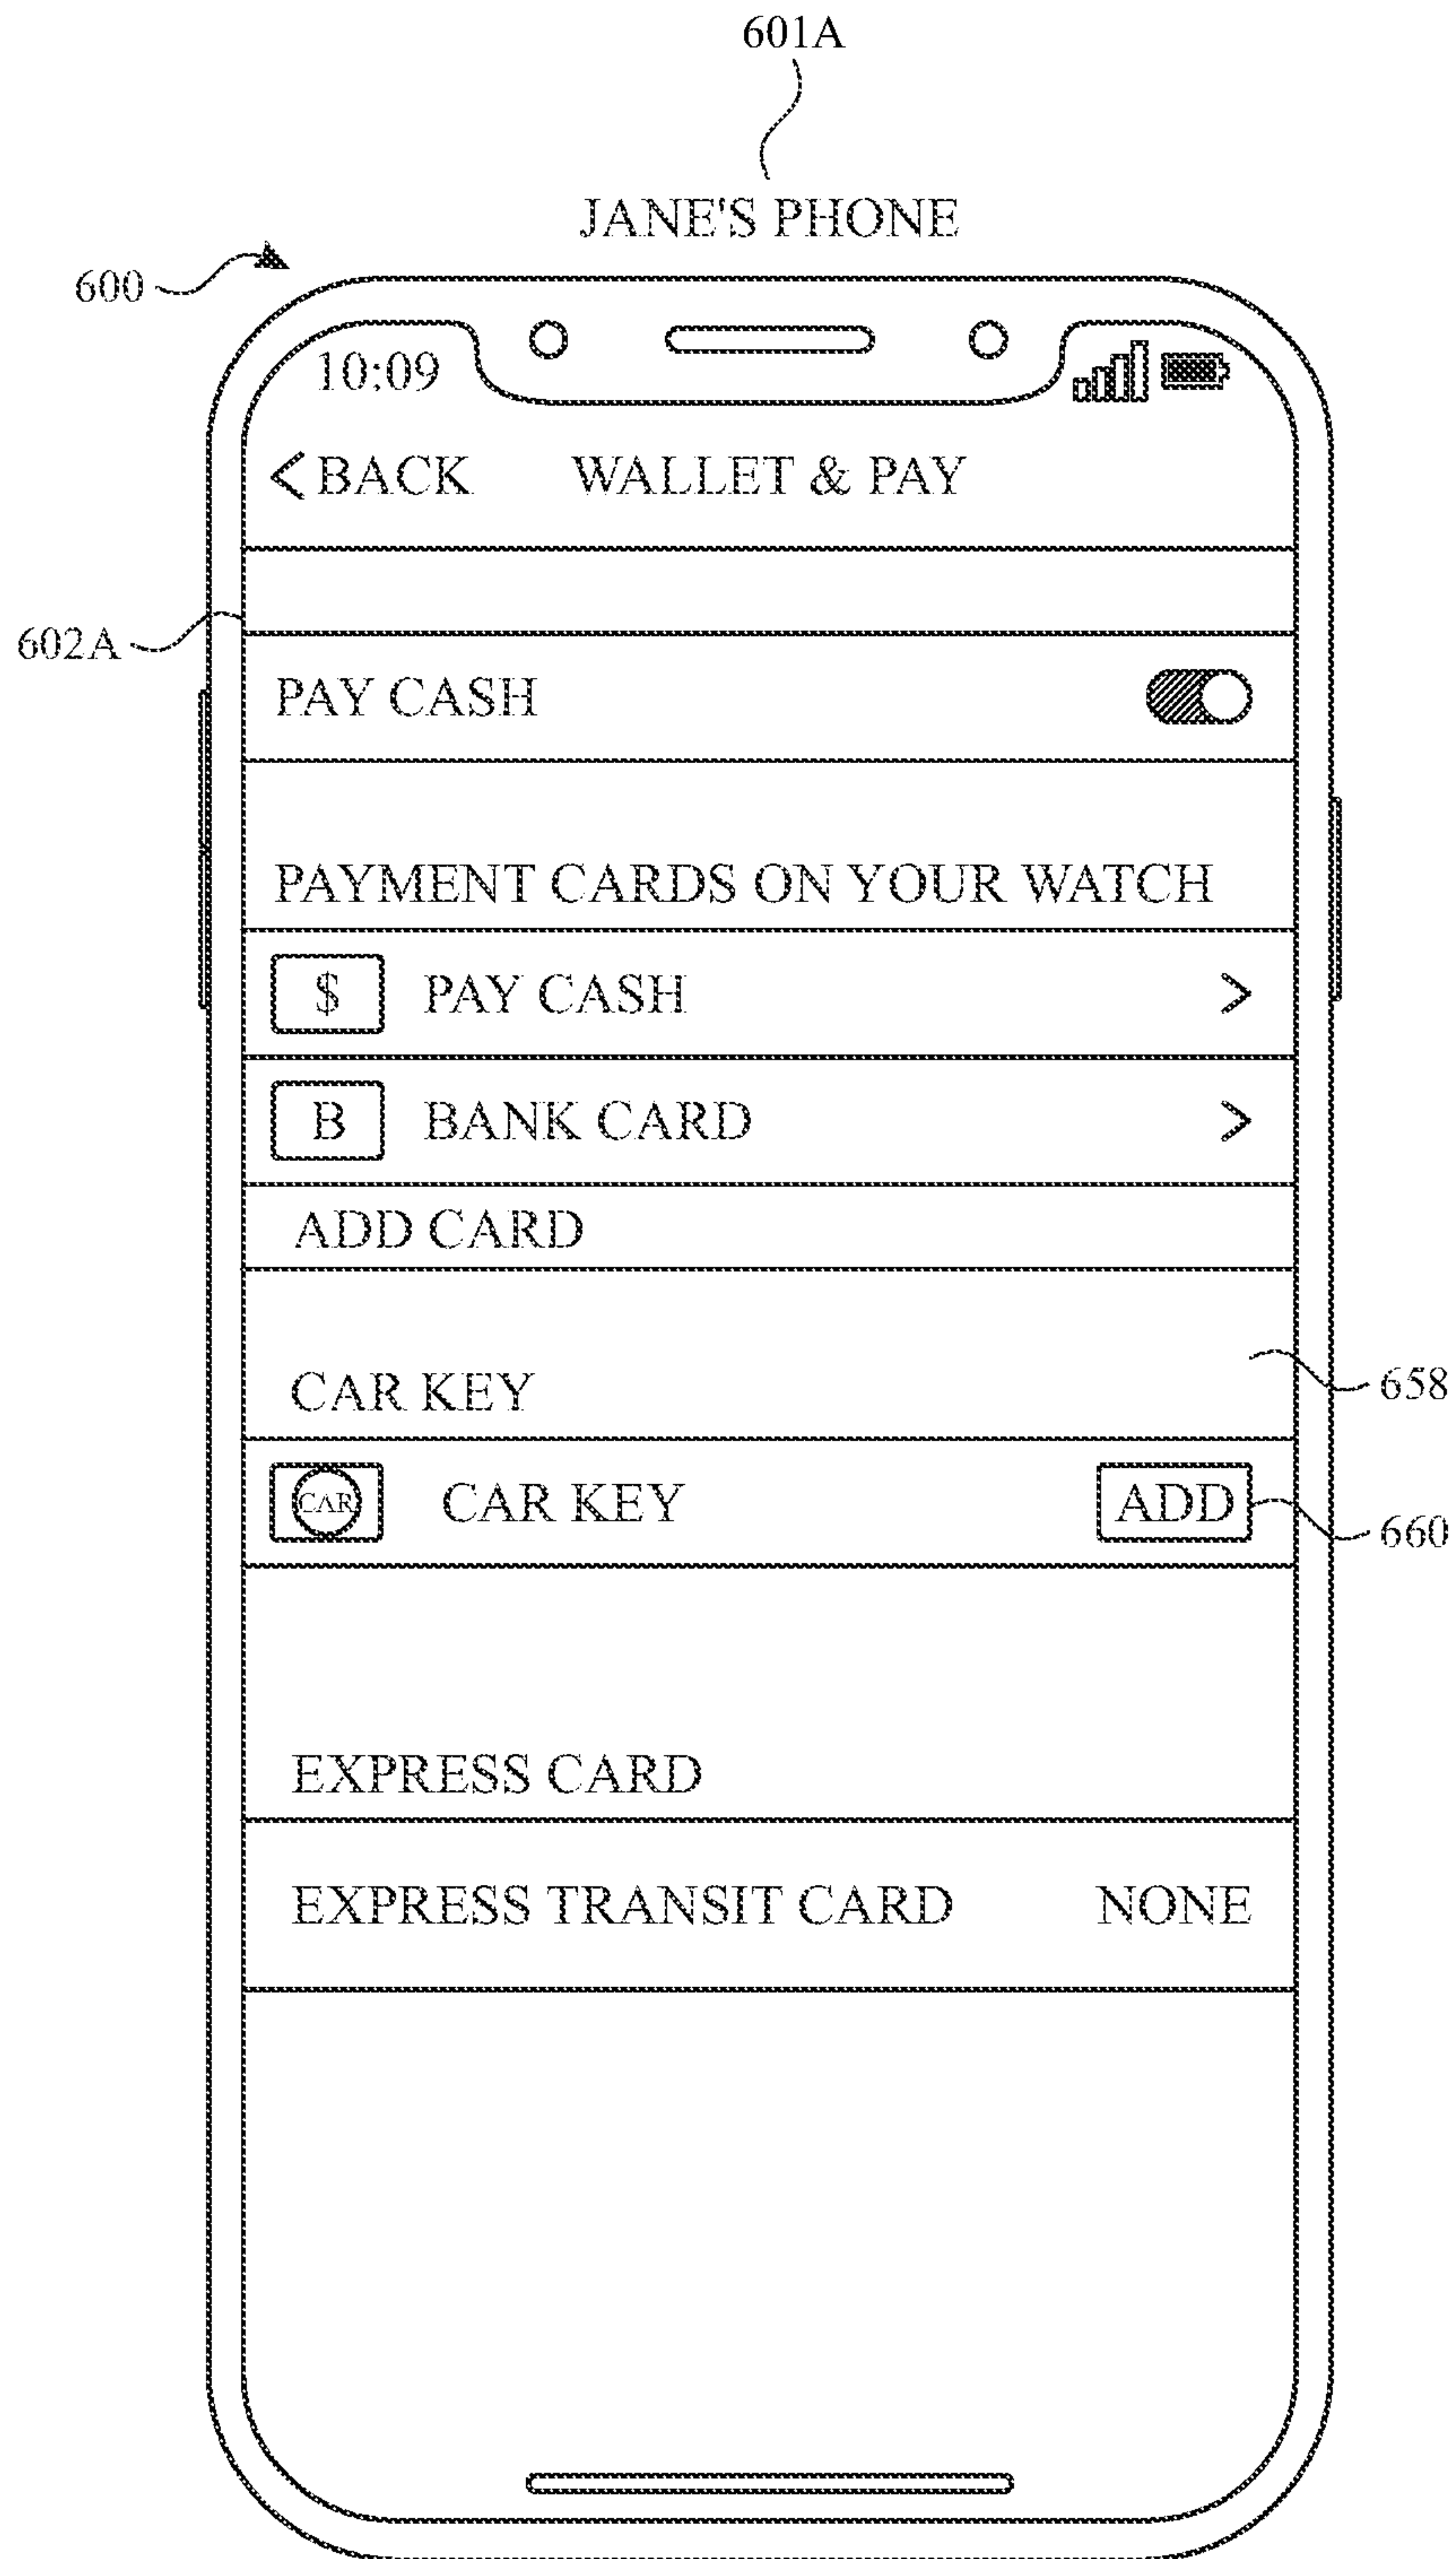 601A
JANE'S PHONE
600
10:09
< BACK WALLET & PAY
602A
PAY CASH
PAYMENT CARDS ON YOUR WATCH
$ PAY CASH >
B BANK CARD >
ADD CARD
658
CAR KEY
CAR CAR KEY ADD
660
EXPRESS CARD
EXPRESS TRANSIT CARD NONE